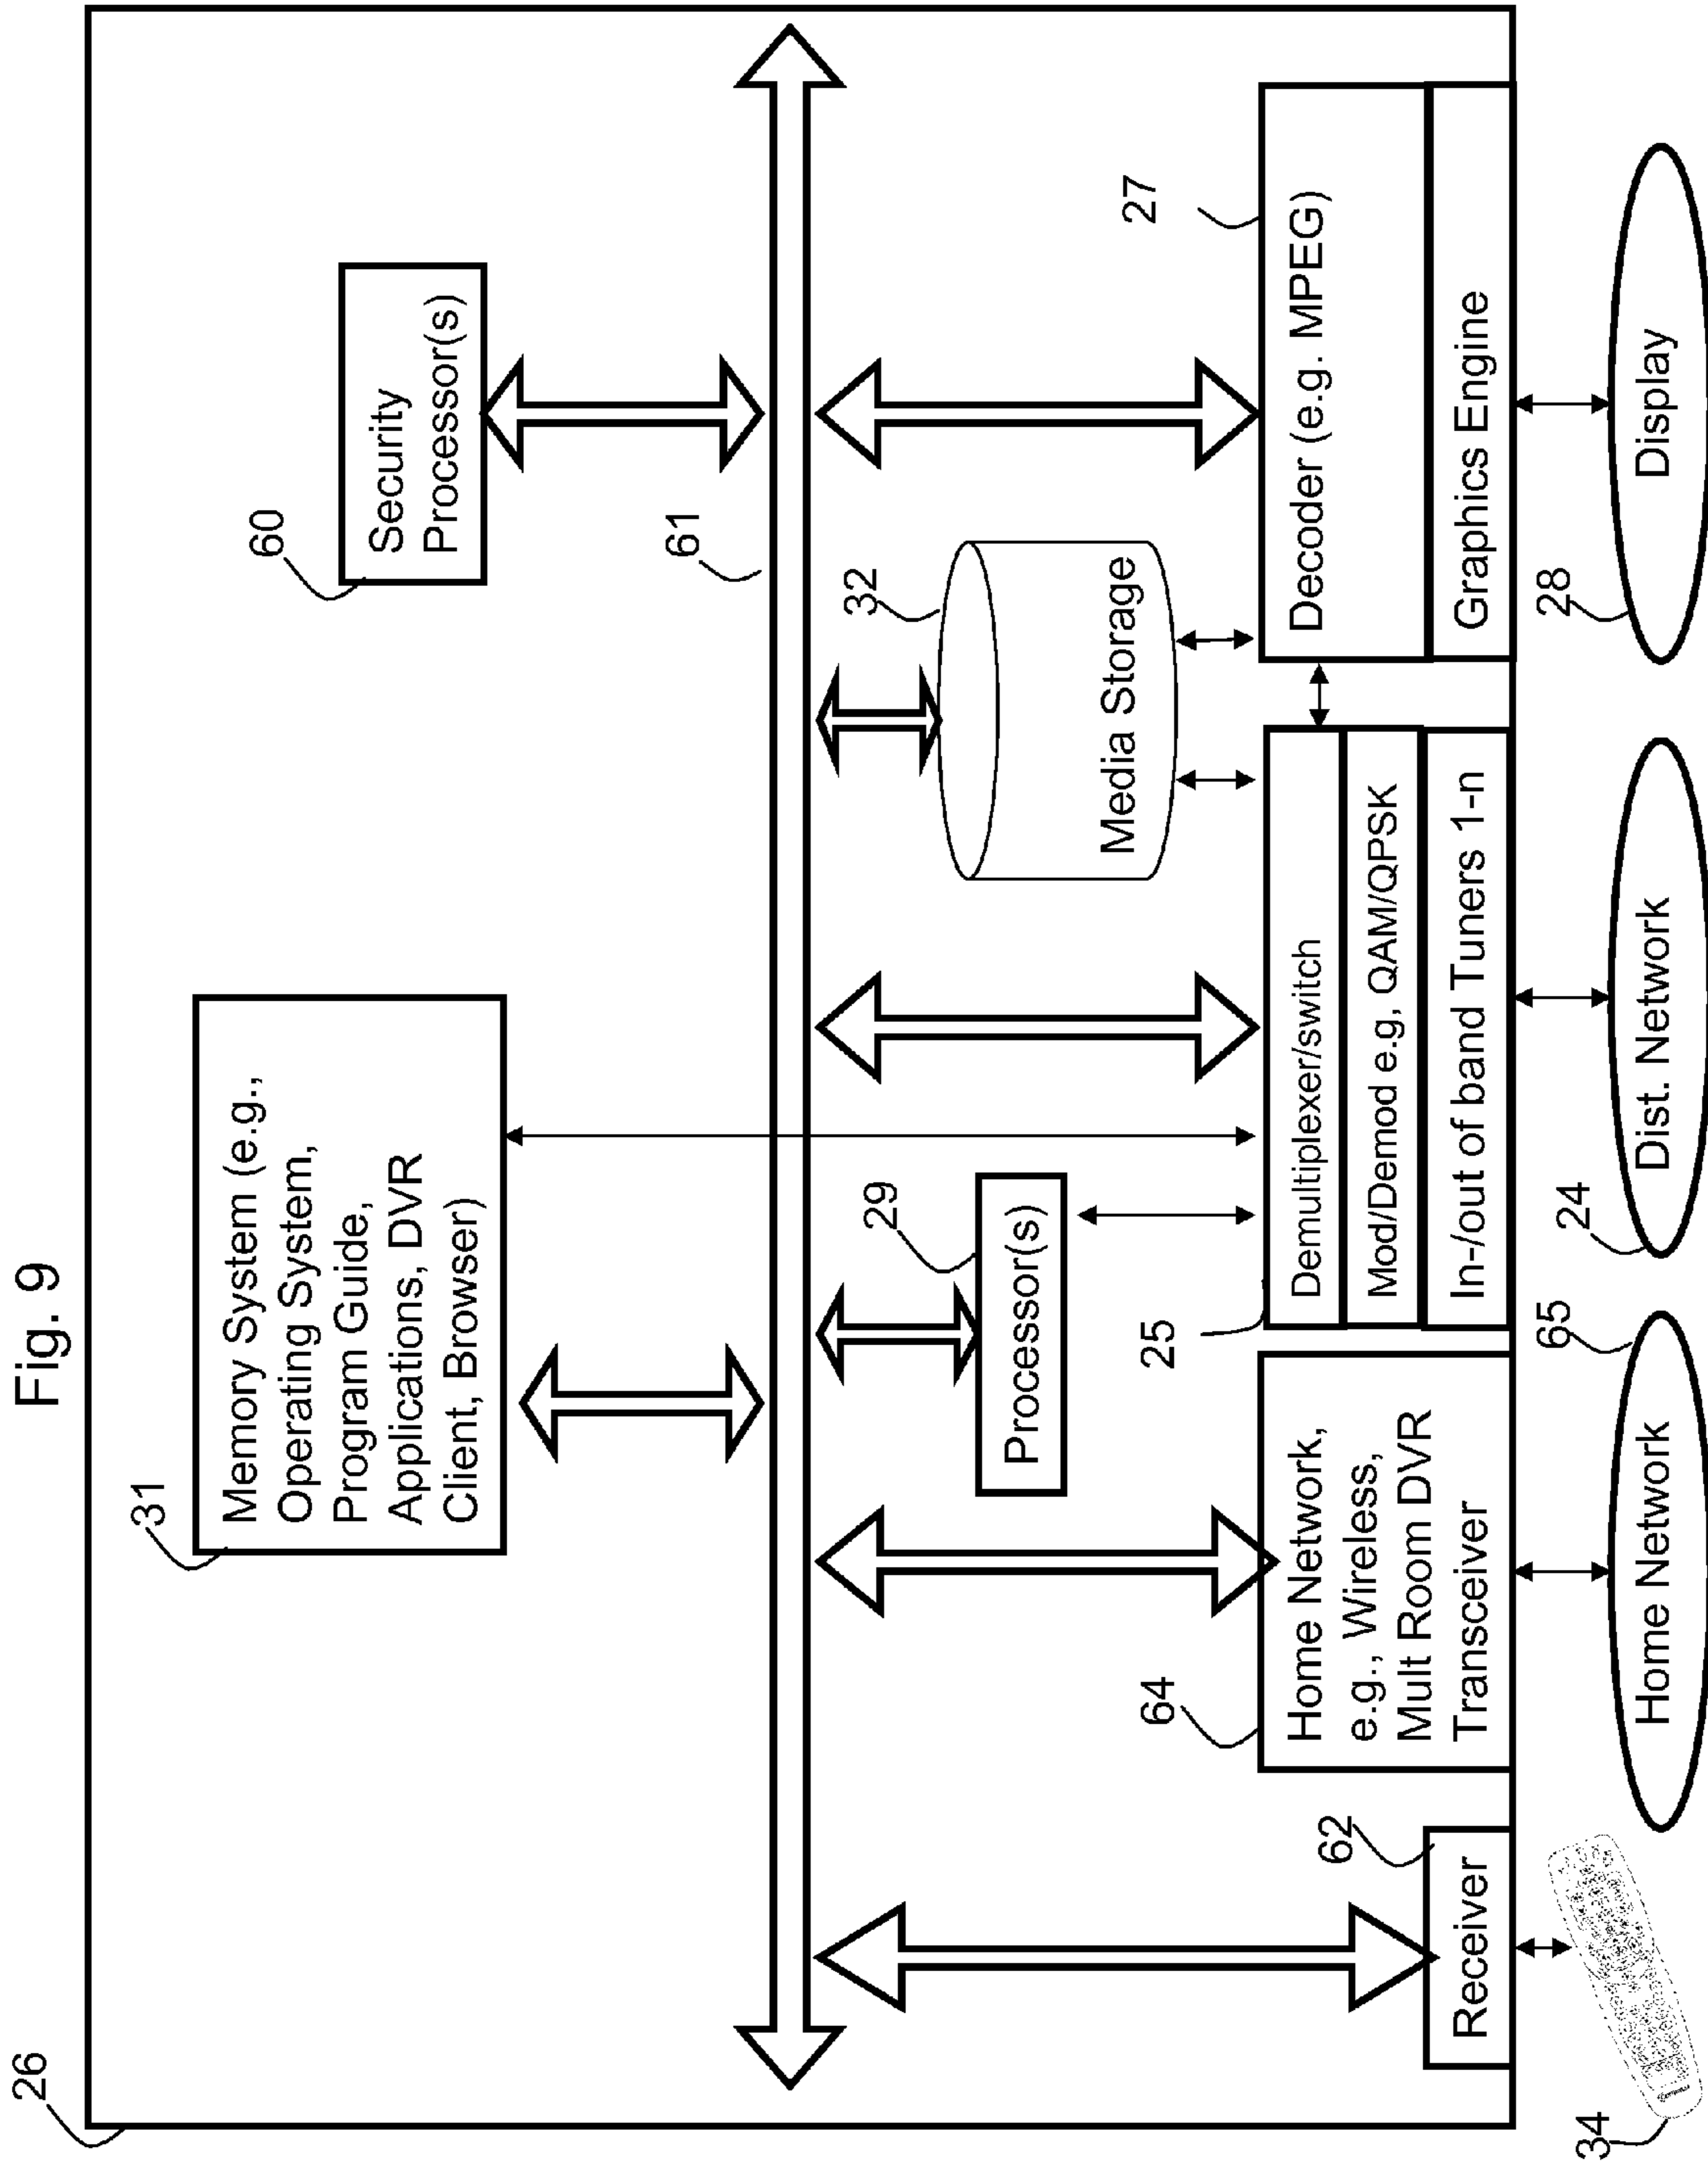 Fig. 9
26
31
Memory System (e.g.,
Operating System,
Program Guide,
Applications, DVR
Client, Browser)
60
Security
Processor(s)
61
29
Processor(s)
32
Media Storage
62
Receiver
64
Home Network,
e.g., Wireless,
Mult Room DVR
Transceiver
25
Demultiplexer/switch
Mod/Demod e.g, QAM/QPSK
In-/out of band Tuners 1-n
27
Decoder (e.g. MPEG)
Graphics Engine
34
65
Home Network
24
Dist. Network
28
Display